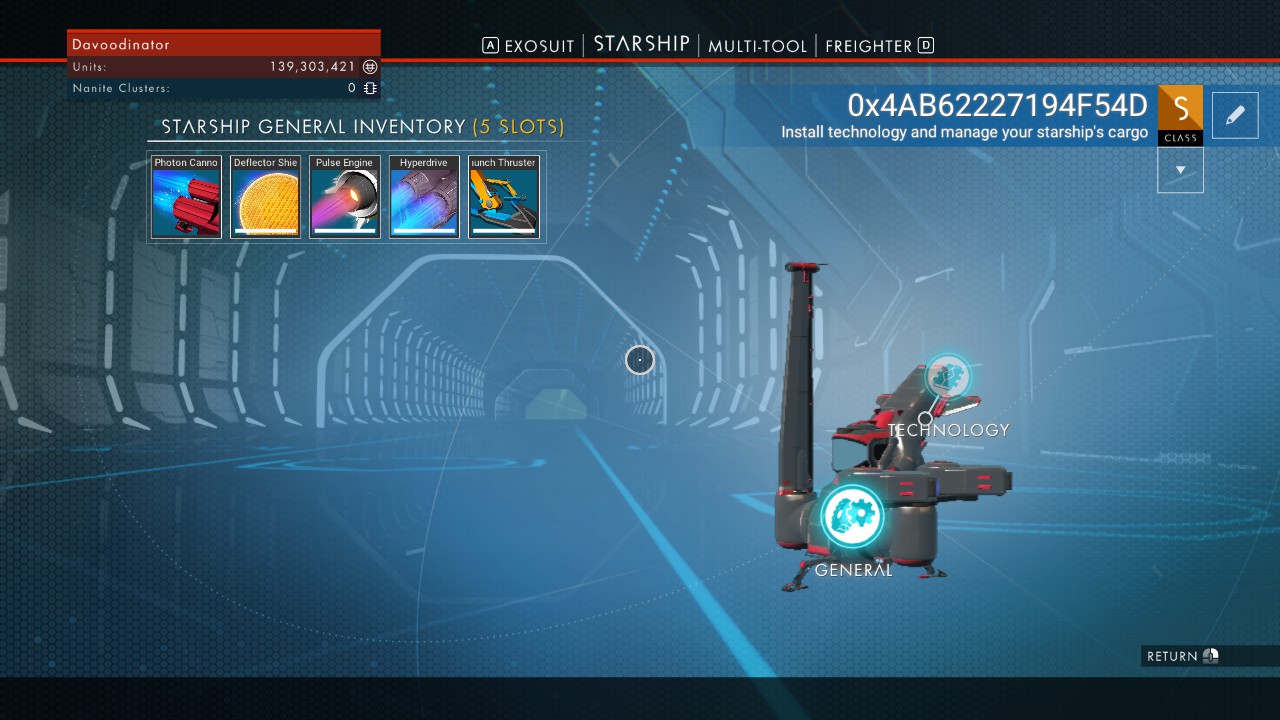 Davoodinator
Units: 139,303,421
Nanite Clusters: 0
A EXOSUIT STARSHIP MULTI-TOOL FREIGHTER D
0x4AB62227194F54D
Install technology and manage your starship's cargo
S
CLASS
STARSHIP GENERAL INVENTORY (5 SLOTS)
Photon Canno Deflector Shie Pulse Engine Hyperdrive unch Thruster
TECHNOLOGY
GENERAL
RETURN